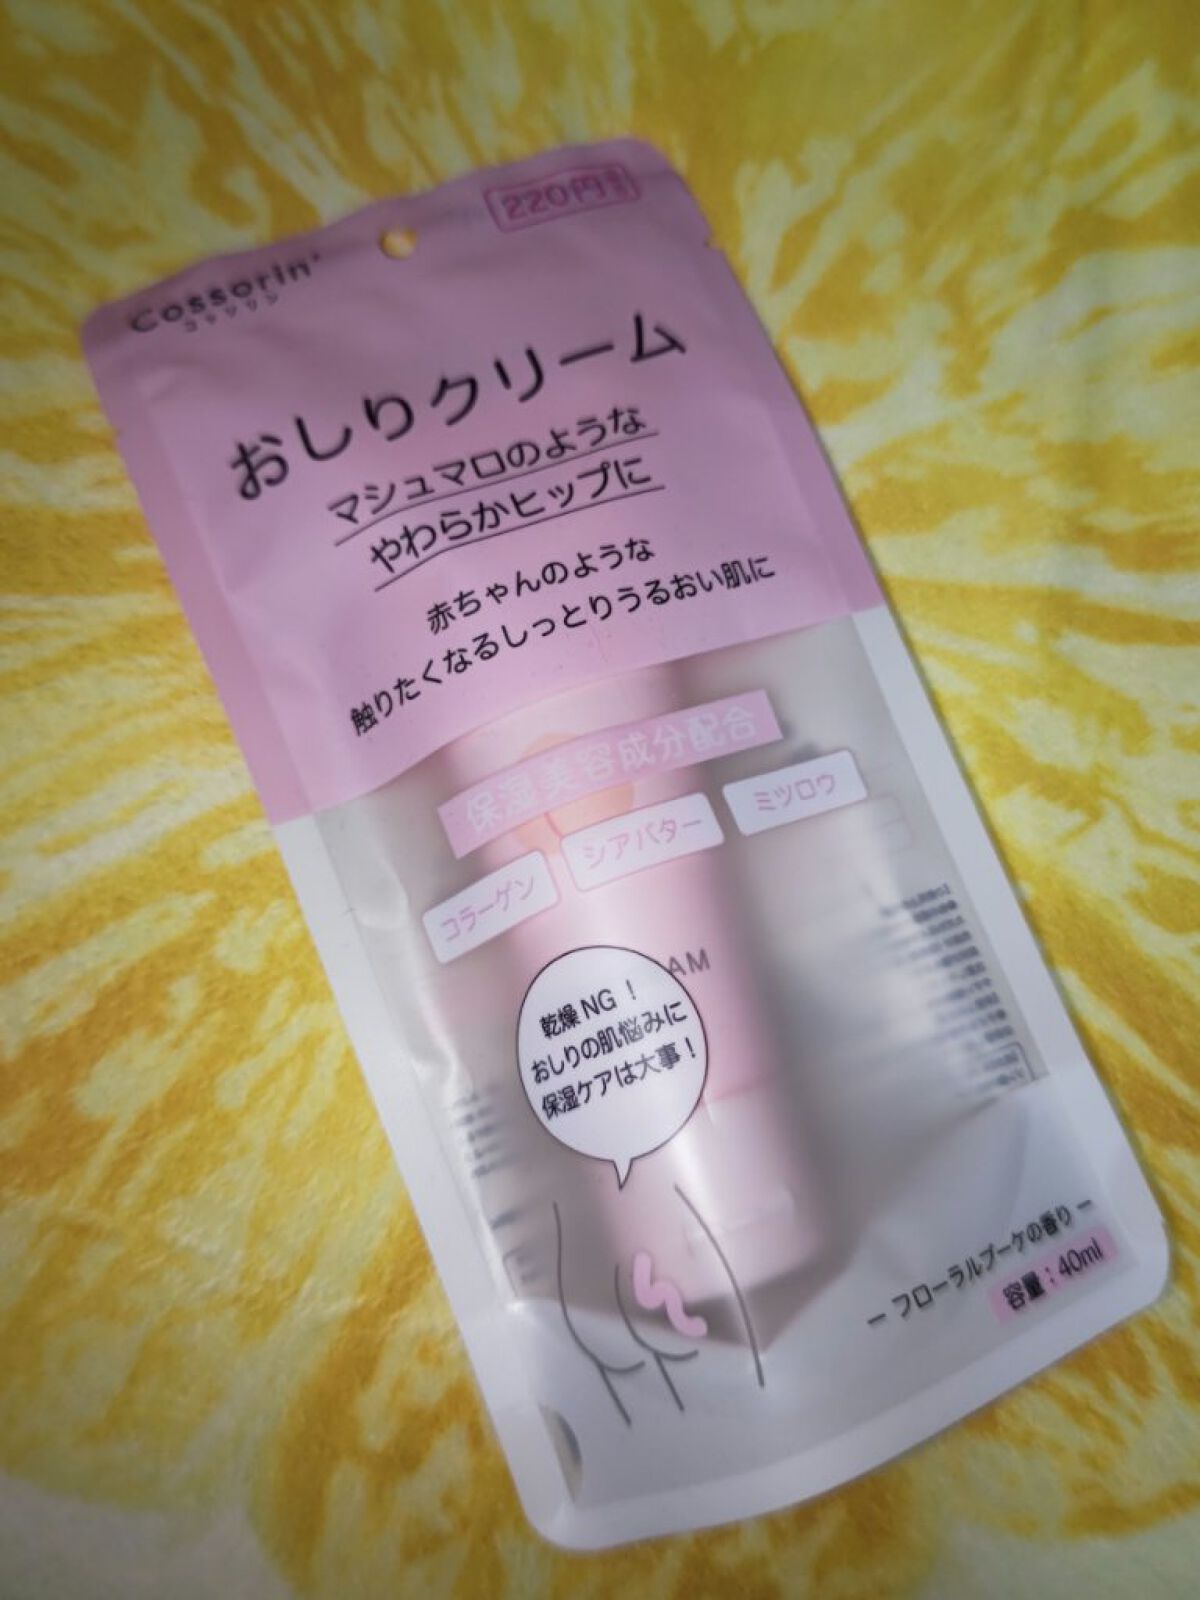 220円
Cossorin'
コッソリン
おしりクリーム
マシュマロのような
やわらかヒップに
赤ちゃんのような
触りたくなるしっとりうるおい肌に
保湿美容成分配合
コラーゲン
シアバター
ミツロウ
AM
乾燥NG！
おしりの肌悩みに
保湿ケアは大事！
ー フローラルブーケの香り ー
容量：40ml